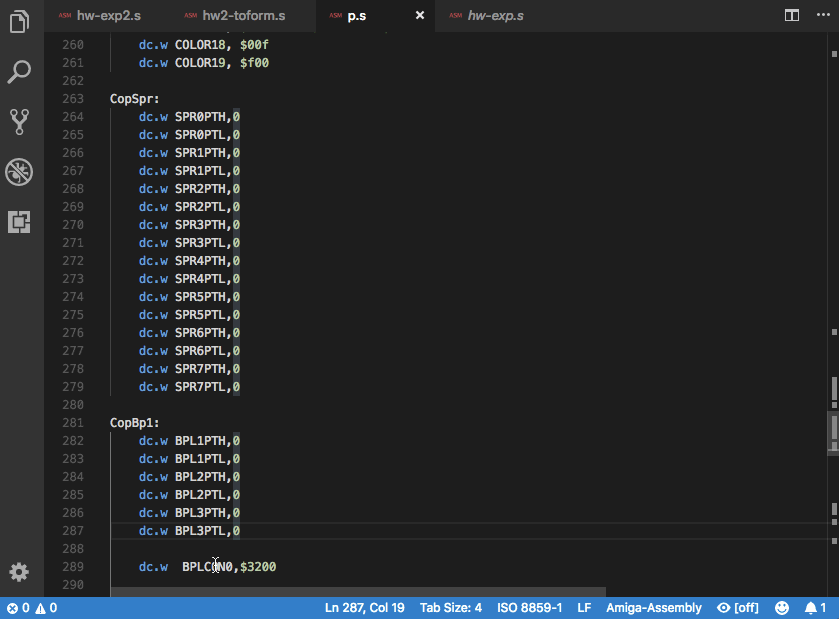 ASM hw-exp2.s ASM hw2-toform.s ASM p.s × ASM hw-exp.s ...
260 dc.w COLOR18, $00f
261 dc.w COLOR19, $f00
262
263 CopSpr:
264 dc.w SPR0PTH,0
265 dc.w SPR0PTL,0
266 dc.w SPR1PTH,0
267 dc.w SPR1PTL,0
268 dc.w SPR2PTH,0
269 dc.w SPR2PTL,0
270 dc.w SPR3PTH,0
271 dc.w SPR3PTL,0
272 dc.w SPR4PTH,0
273 dc.w SPR4PTL,0
274 dc.w SPR5PTH,0
275 dc.w SPR5PTL,0
276 dc.w SPR6PTH,0
277 dc.w SPR6PTL,0
278 dc.w SPR7PTH,0
279 dc.w SPR7PTL,0
280
281 CopBp1:
282 dc.w BPL1PTH,0
283 dc.w BPL1PTL,0
284 dc.w BPL2PTH,0
285 dc.w BPL2PTL,0
286 dc.w BPL3PTH,0
287 dc.w BPL3PTL,0
288
289 dc.w BPLCON0,$3200
290
0 0 Ln 287, Col 19 Tab Size: 4 ISO 8859-1 LF Amiga-Assembly [off] 1